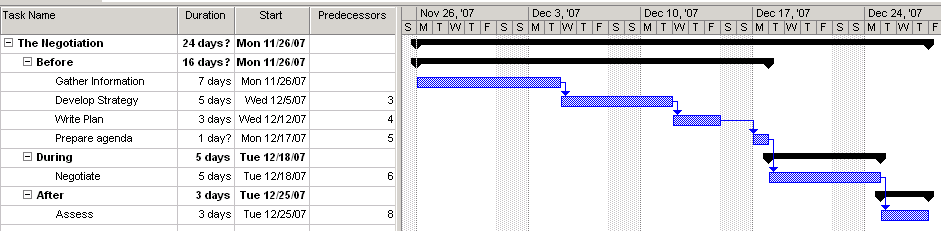 Task Name Duration Start Predecessors
Nov 26, '07 Dec 3, '07 Dec 10, '07 Dec 17, '07 Dec 24, '07
S M T W T F S S M T W T F S S M T W T F S S M T W T F S S M T W T F
The Negotiation 24 days? Mon 11/26/07
Before 16 days? Mon 11/26/07
Gather Information 7 days Mon 11/26/07
Develop Strategy 5 days Wed 12/5/07 3
Write Plan 3 days Wed 12/12/07 4
Prepare agenda 1 day? Mon 12/17/07 5
During 5 days Tue 12/18/07
Negotiate 5 days Tue 12/18/07 6
After 3 days Tue 12/25/07
Assess 3 days Tue 12/25/07 8